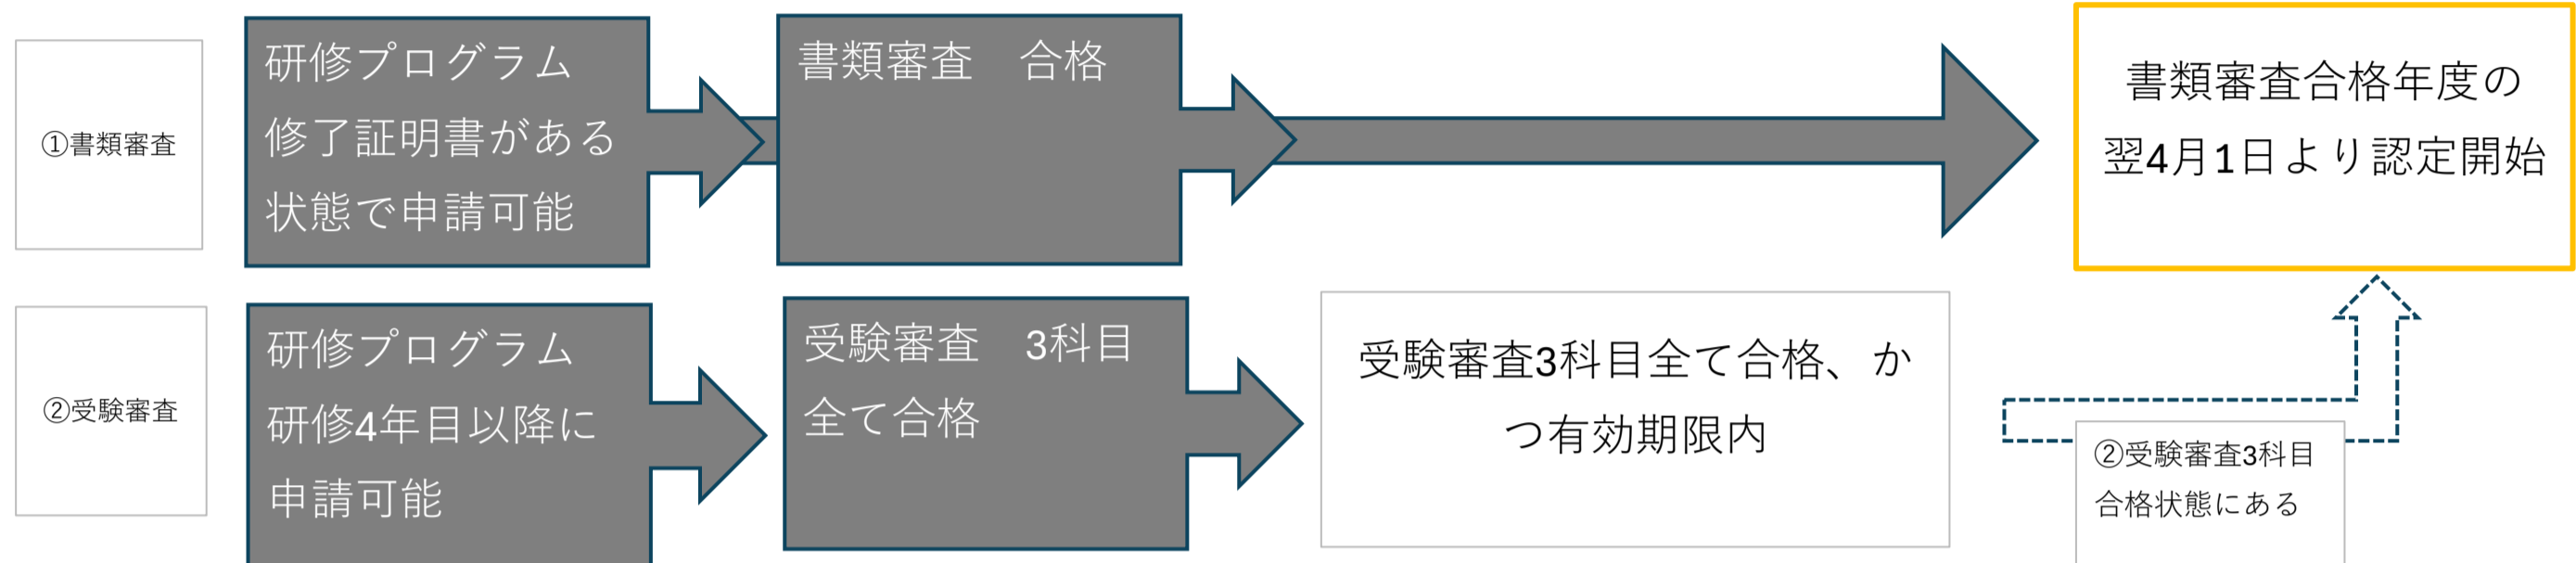 ①書類審査
研修プログラム
修了証明書がある
状態で申請可能
書類審査　合格
書類審査合格年度の
翌4月1日より認定開始
②受験審査
研修プログラム
研修4年目以降に
申請可能
受験審査　3科目
全て合格
受験審査3科目全て合格、か
つ有効期限内
②受験審査3科目
合格状態にある